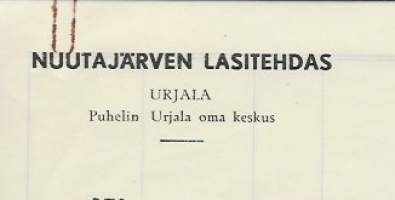 NUUTAJÄRVEN LASITEHDAS
URJALA
Puhelin Urjala oma keskus